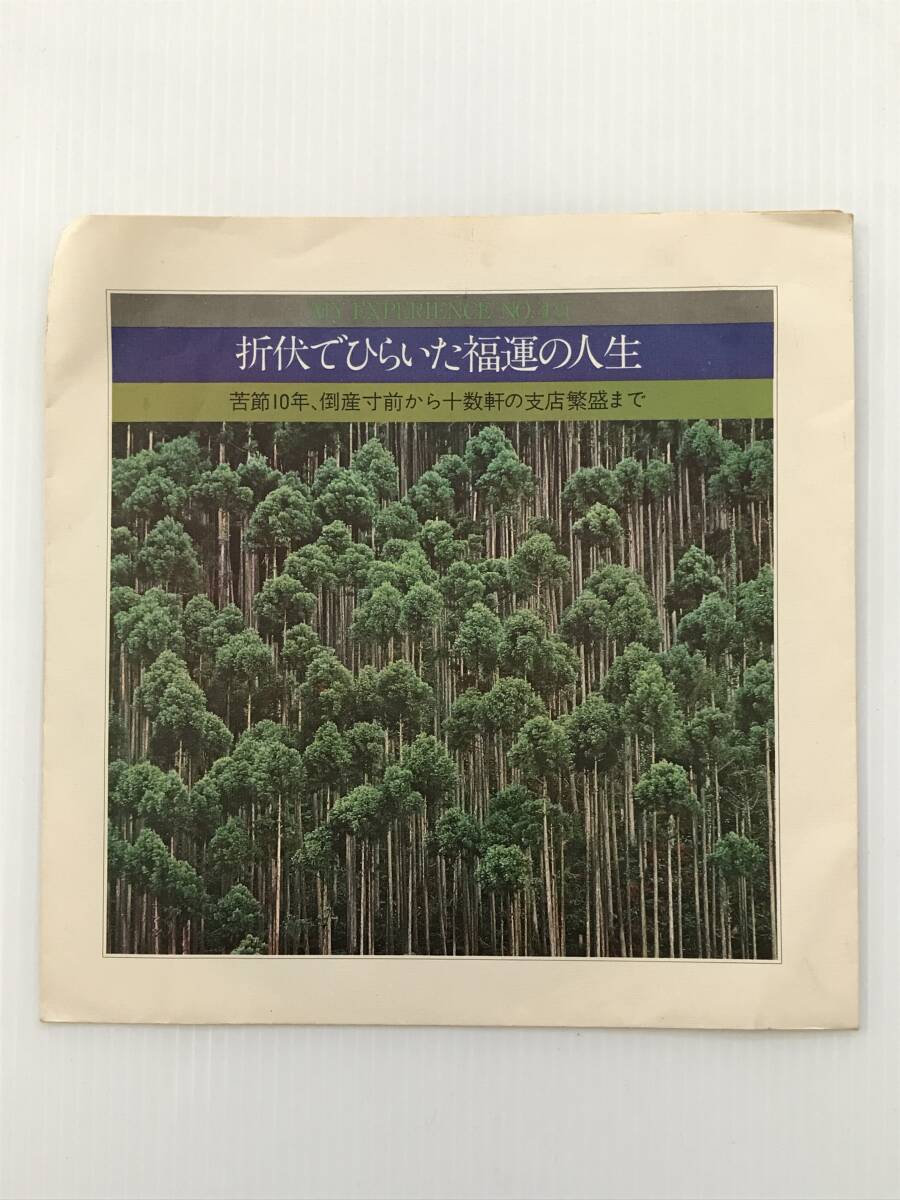 MY EXPERIENCE NO.
折伏でひらいた福運の人生
苦節10年、倒産寸前から十数軒の支店繁盛まで